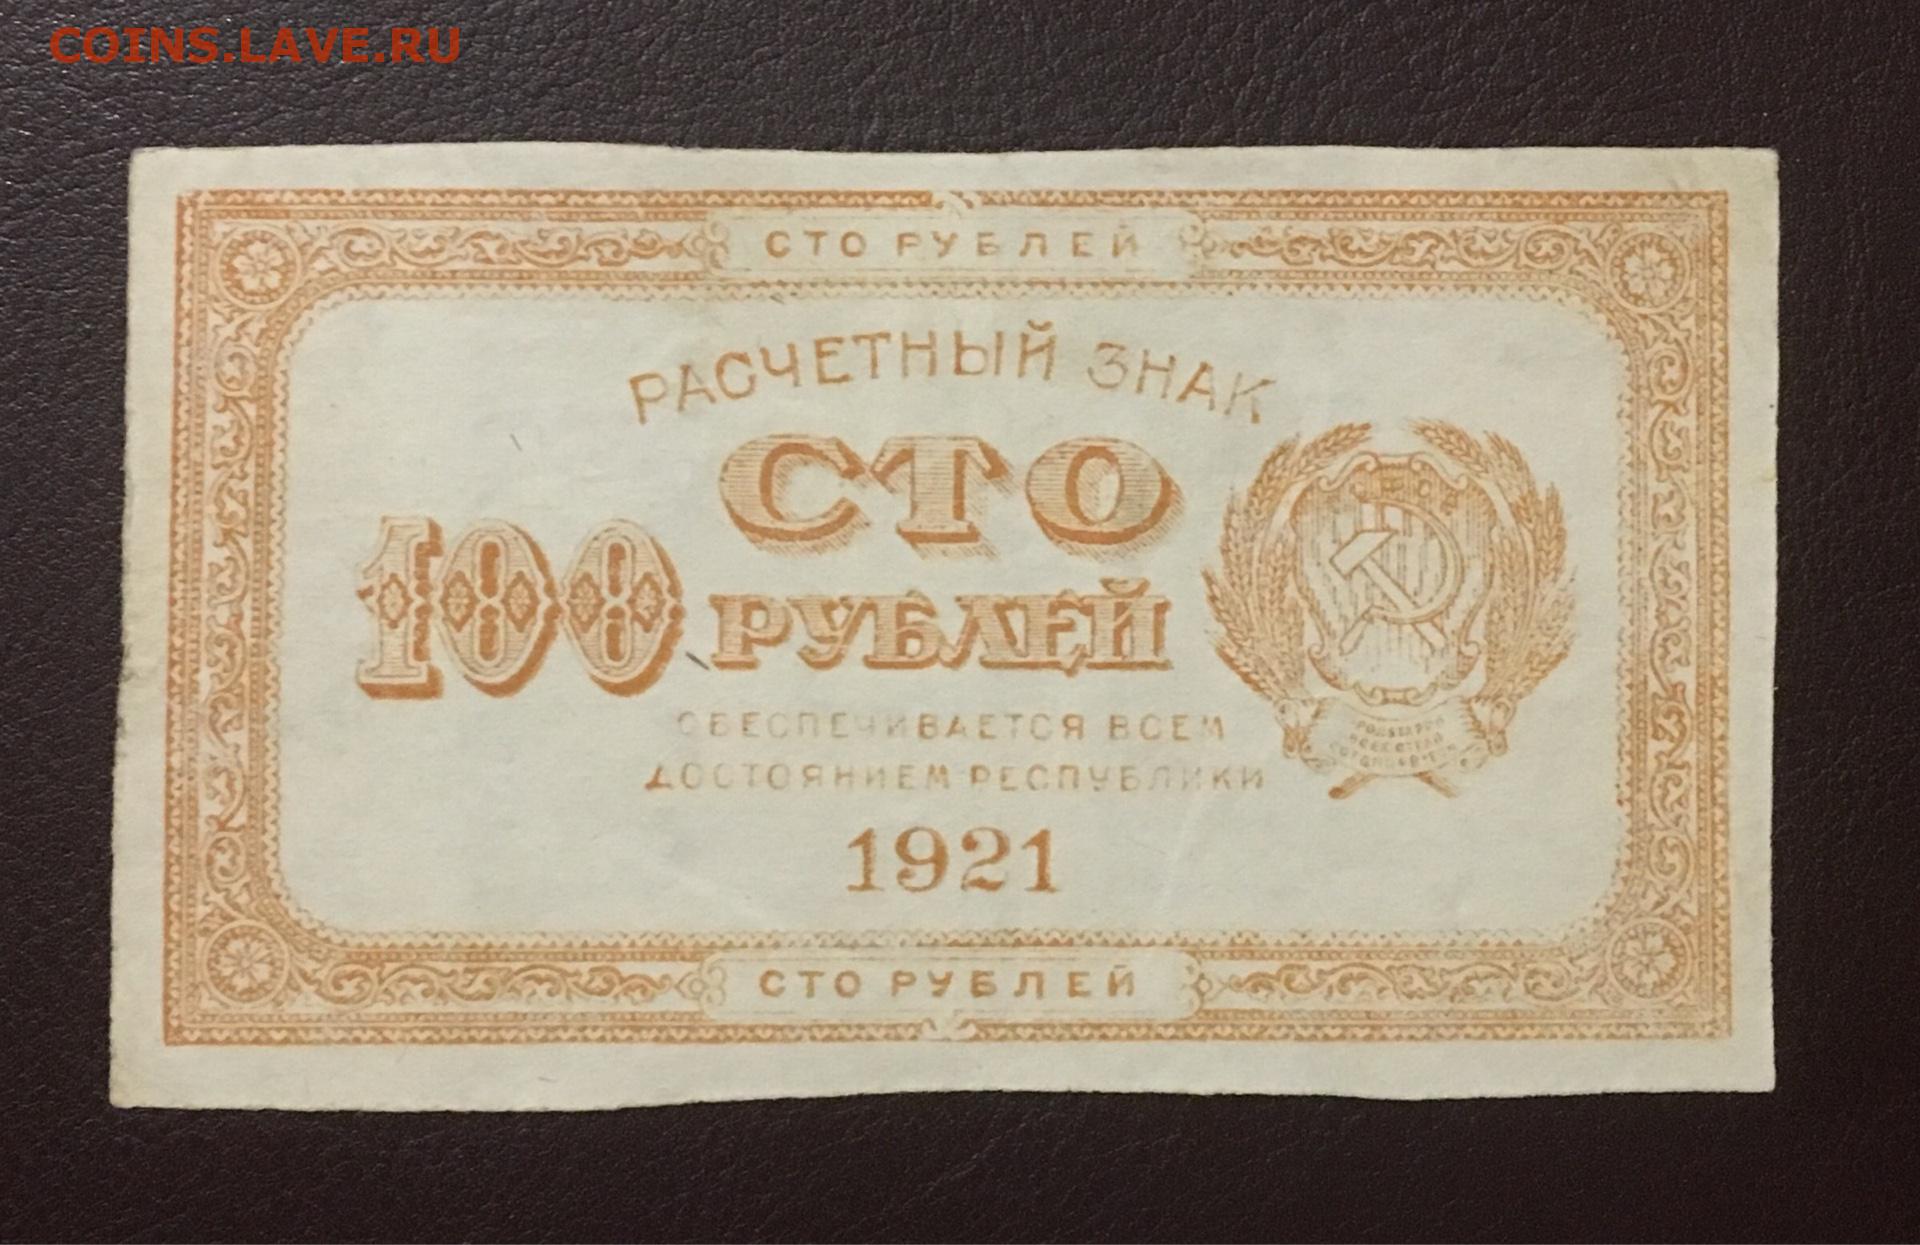 COINS.LAVE.RU
СТО РУБЛЕЙ
РАСЧЕТНЫЙ ЗНАК
СТО
100 РУБЛЕЙ
ОБЕСПЕЧИВАЕТСЯ ВСЕМ
ДОСТОЯНИЕМ РЕСПУБЛИКИ
1921
СТО РУБЛЕЙ